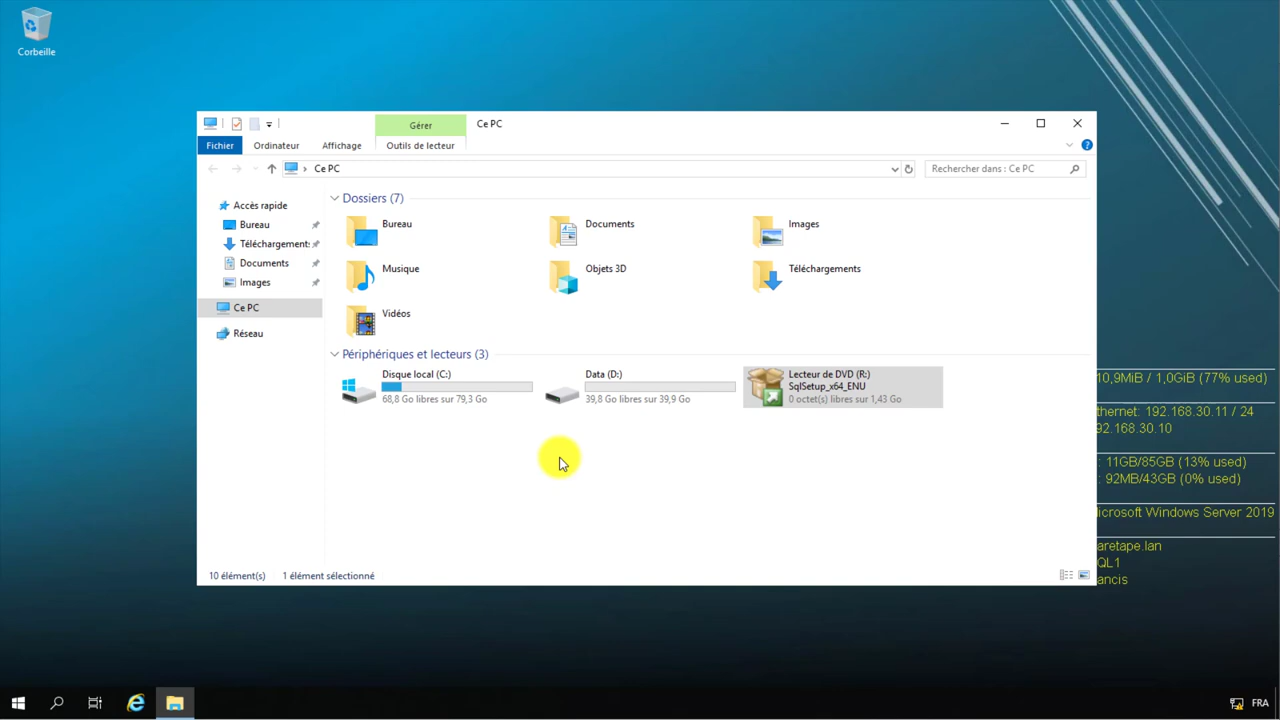 Corbeille
Gérer
Ce PC
Fichier
Ordinateur
Affichage
Outils de lecteur
Ce PC
Rechercher dans : Ce PC
Accès rapide
Bureau
Téléchargement:
Documents
Images
Ce PC
Réseau
Dossiers (7)
Bureau
Documents
Images
Musique
Objets 3D
Téléchargements
Vidéos
Périphériques et lecteurs (3)
Disque local (C:)
68,8 Go libres sur 79,3 Go
Data (D:)
39,8 Go libres sur 39,9 Go
Lecteur de DVD (R:)
SqlSetup_x64_ENU
0 octet(s) libres sur 1,43 Go
10 élément(s)
1 élément sélectionné
10,9MiB / 1,0GiB (77% used)
thernet: 192.168.30.11 / 24
92.168.30.10
: 11GB/85GB (13% used)
: 92MB/43GB (0% used)
icrosoft Windows Server 2019
aretape.lan
QL1
ancis
FRA